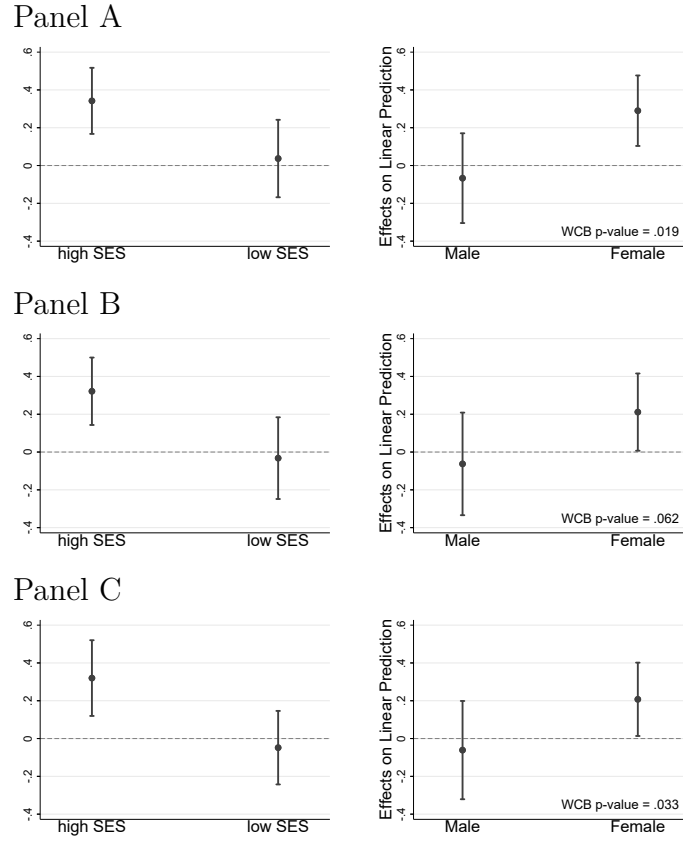 Panel A
.6
.4
.2
0
-.2
-.4
high SES low SES
Effects on Linear Prediction
.6
.4
.2
0
-.2
-.4
WCB p-value = .019
Male Female
Panel B
.6
.4
.2
0
-.2
-.4
high SES low SES
Effects on Linear Prediction
.6
.4
.2
0
-.2
-.4
WCB p-value = .062
Male Female
Panel C
.6
.4
.2
0
-.2
-.4
high SES low SES
Effects on Linear Prediction
.6
.4
.2
0
-.2
-.4
WCB p-value = .033
Male Female